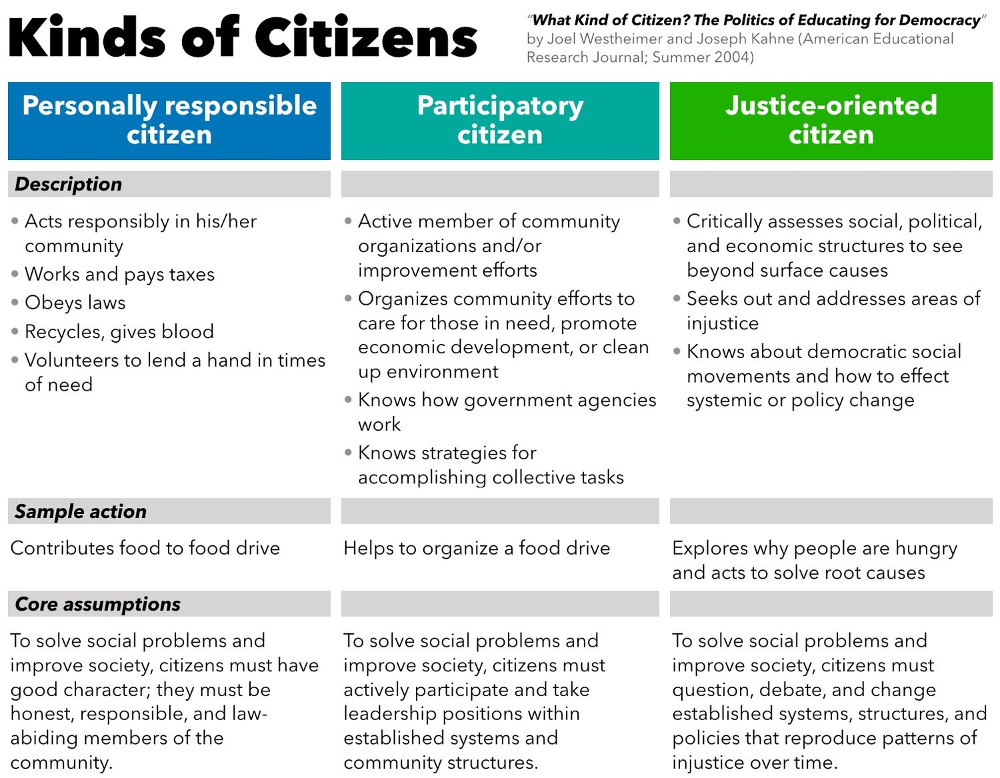 Kinds of Citizens
"What Kind of Citizen? The Politics of Educating for Democracy"
by Joel Westheimer and Joseph Kahne (American Educational
Research Journal; Summer 2004)
Personally responsible
citizen
Participatory
citizen
Justice-oriented
citizen
Description
• Acts responsibly in his/her
community
• Works and pays taxes
• Obeys laws
• Recycles, gives blood
• Volunteers to lend a hand in times
of need
• Active member of community
organizations and/or
improvement efforts
• Organizes community efforts to
care for those in need, promote
economic development, or clean
up environment
• Knows how government agencies
work
• Knows strategies for
accomplishing collective tasks
• Critically assesses social, political,
and economic structures to see
beyond surface causes
• Seeks out and addresses areas of
injustice
• Knows about democratic social
movements and how to effect
systemic or policy change
Sample action
Contributes food to food drive
Helps to organize a food drive
Explores why people are hungry
and acts to solve root causes
Core assumptions
To solve social problems and
improve society, citizens must have
good character; they must be
honest, responsible, and law-
abiding members of the
community.
To solve social problems and
improve society, citizens must
actively participate and take
leadership positions within
established systems and
community structures.
To solve social problems and
improve society, citizens must
question, debate, and change
established systems, structures, and
policies that reproduce patterns of
injustice over time.